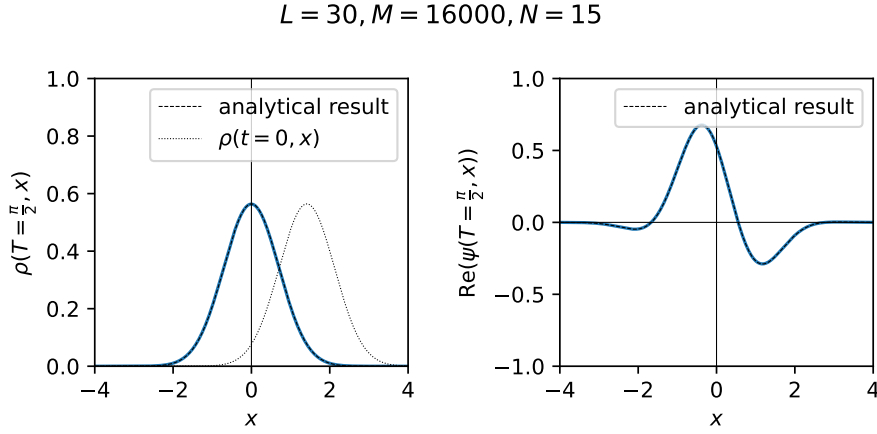 L = 30, M = 16000, N = 15
ρ(T = π/2, x)
1.0
0.8
0.6
0.4
0.2
0.0
analytical result
ρ(t = 0, x)
−4
−2
0
2
4
x
Re(ψ(T = π/2, x))
1.0
0.5
0.0
−0.5
−1.0
analytical result
−4
−2
0
2
4
x